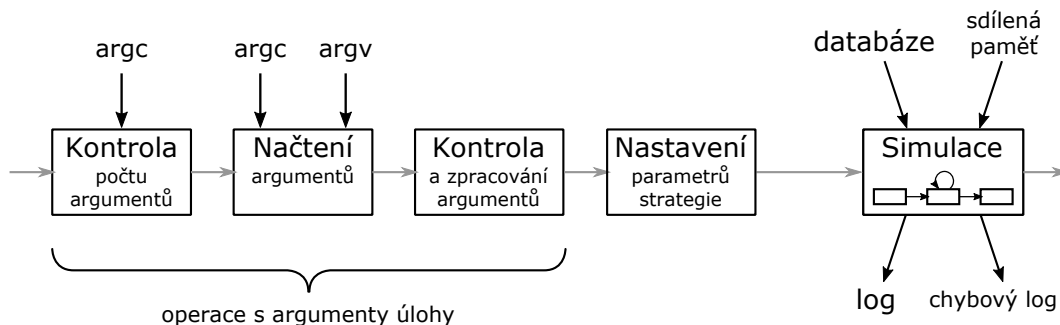 argc
argc
argv
databáze
sdílená
paměť
Kontrola
počtu
argumentů
Načtení
argumentů
Kontrola
a zpracování
argumentů
Nastavení
parametrů
strategie
Simulace
operace s argumenty úlohy
log
chybový log